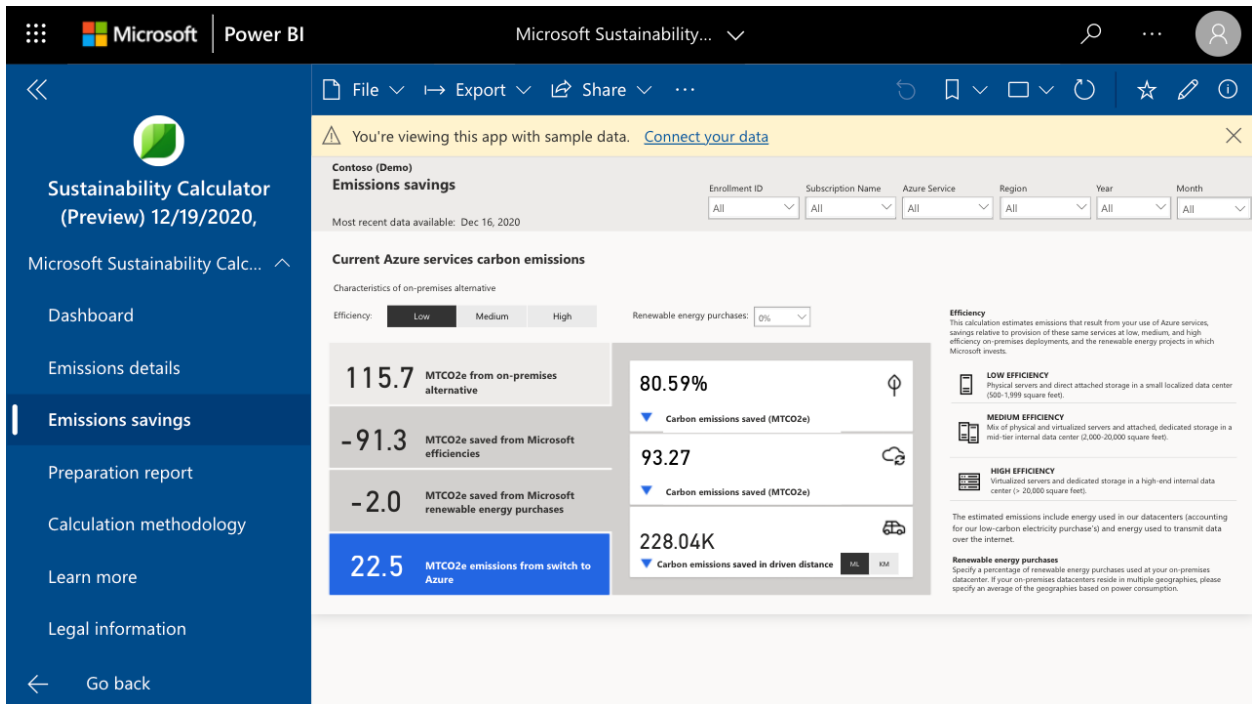 Microsoft Power BI
Microsoft Sustainability...
File Export Share ...
You're viewing this app with sample data. Connect your data
Sustainability Calculator
(Preview) 12/19/2020,
Microsoft Sustainability Calc...
Dashboard
Emissions details
Emissions savings
Preparation report
Calculation methodology
Learn more
Legal information
Go back
Contoso (Demo)
Emissions savings
Most recent data available: Dec 16, 2020
Enrollment ID Subscription Name Azure Service Region Year Month
All All All All All All
Current Azure services carbon emissions
Characteristics of on-premises alternative
Efficiency: Low Medium High
Renewable energy purchases: 0%
115.7 MTCO2e from on-premises
alternative
-91.3 MTCO2e saved from Microsoft
efficiencies
-2.0 MTCO2e saved from Microsoft
renewable energy purchases
22.5 MTCO2e emissions from switch to
Azure
80.59%
Carbon emissions saved (MTCO2e)
93.27
Carbon emissions saved (MTCO2e)
228.04K
Carbon emissions saved in driven distance ML KM
Efficiency
This calculation estimates emissions that result from your use of Azure services,
savings relative to provision of these same services at low, medium, and high
efficiency on-premises deployments, and the renewable energy projects in which
Microsoft invests.
LOW EFFICIENCY
Physical servers and direct attached storage in a small localized data center
(500-1,999 square feet).
MEDIUM EFFICIENCY
Mix of physical and virtualized servers and attached, dedicated storage in a
mid-tier internal data center (2,000-20,000 square feet).
HIGH EFFICIENCY
Virtualized servers and dedicated storage in a high-end internal data
center (> 20,000 square feet).
The estimated emissions include energy used in our datacenters (accounting
for our low-carbon electricity purchase's) and energy used to transmit data
over the internet.
Renewable energy purchases
Specify a percentage of renewable energy purchases used at your on-premises
datacenter. If your on-premises datacenters reside in multiple geographies, please
specify an average of the geographies based on power consumption.